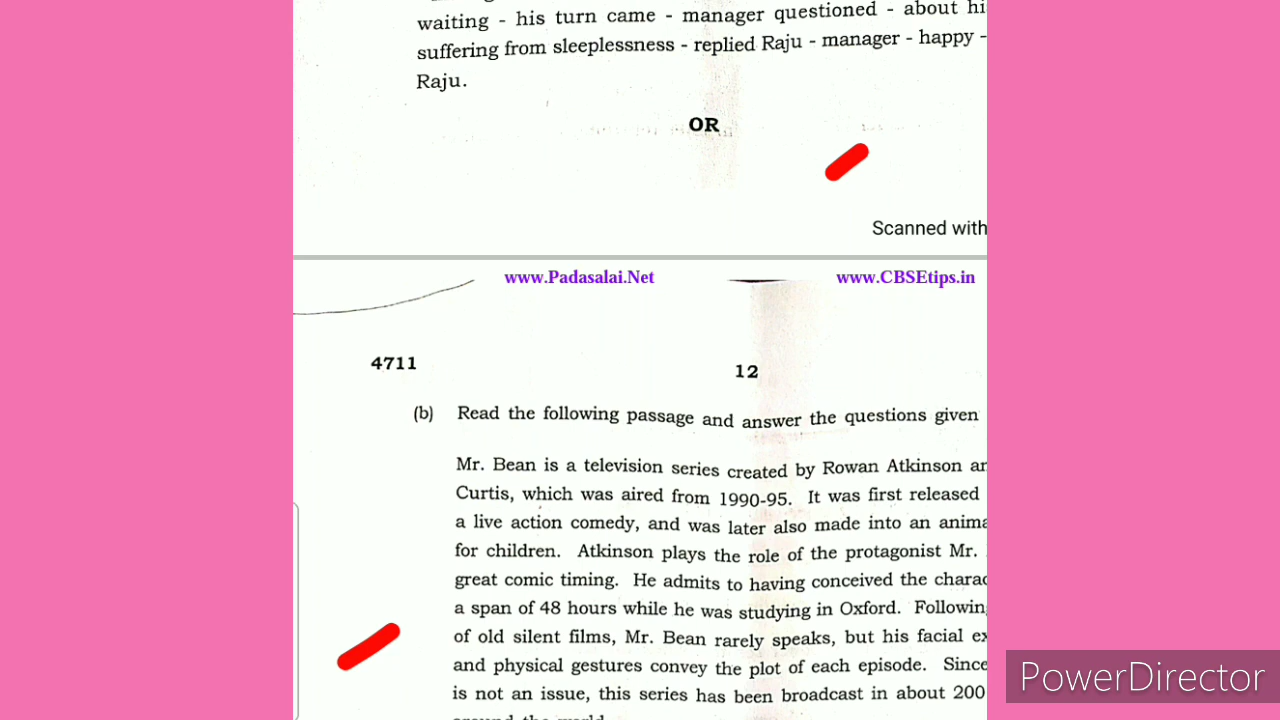 waiting - his turn came - manager questioned - about hi
suffering from sleeplessness - replied Raju - manager - happy -
Raju.
OR
Scanned with
www.Padasalai.Net www.CBSEtips.in
4711 12
(b) Read the following passage and answer the questions given
Mr. Bean is a television series created by Rowan Atkinson an
Curtis, which was aired from 1990-95. It was first released
a live action comedy, and was later also made into an anima
for children. Atkinson plays the role of the protagonist Mr.
great comic timing. He admits to having conceived the charac
a span of 48 hours while he was studying in Oxford. Following
of old silent films, Mr. Bean rarely speaks, but his facial ex
and physical gestures convey the plot of each episode. Since
is not an issue, this series has been broadcast in about 200
around the world.
PowerDirector